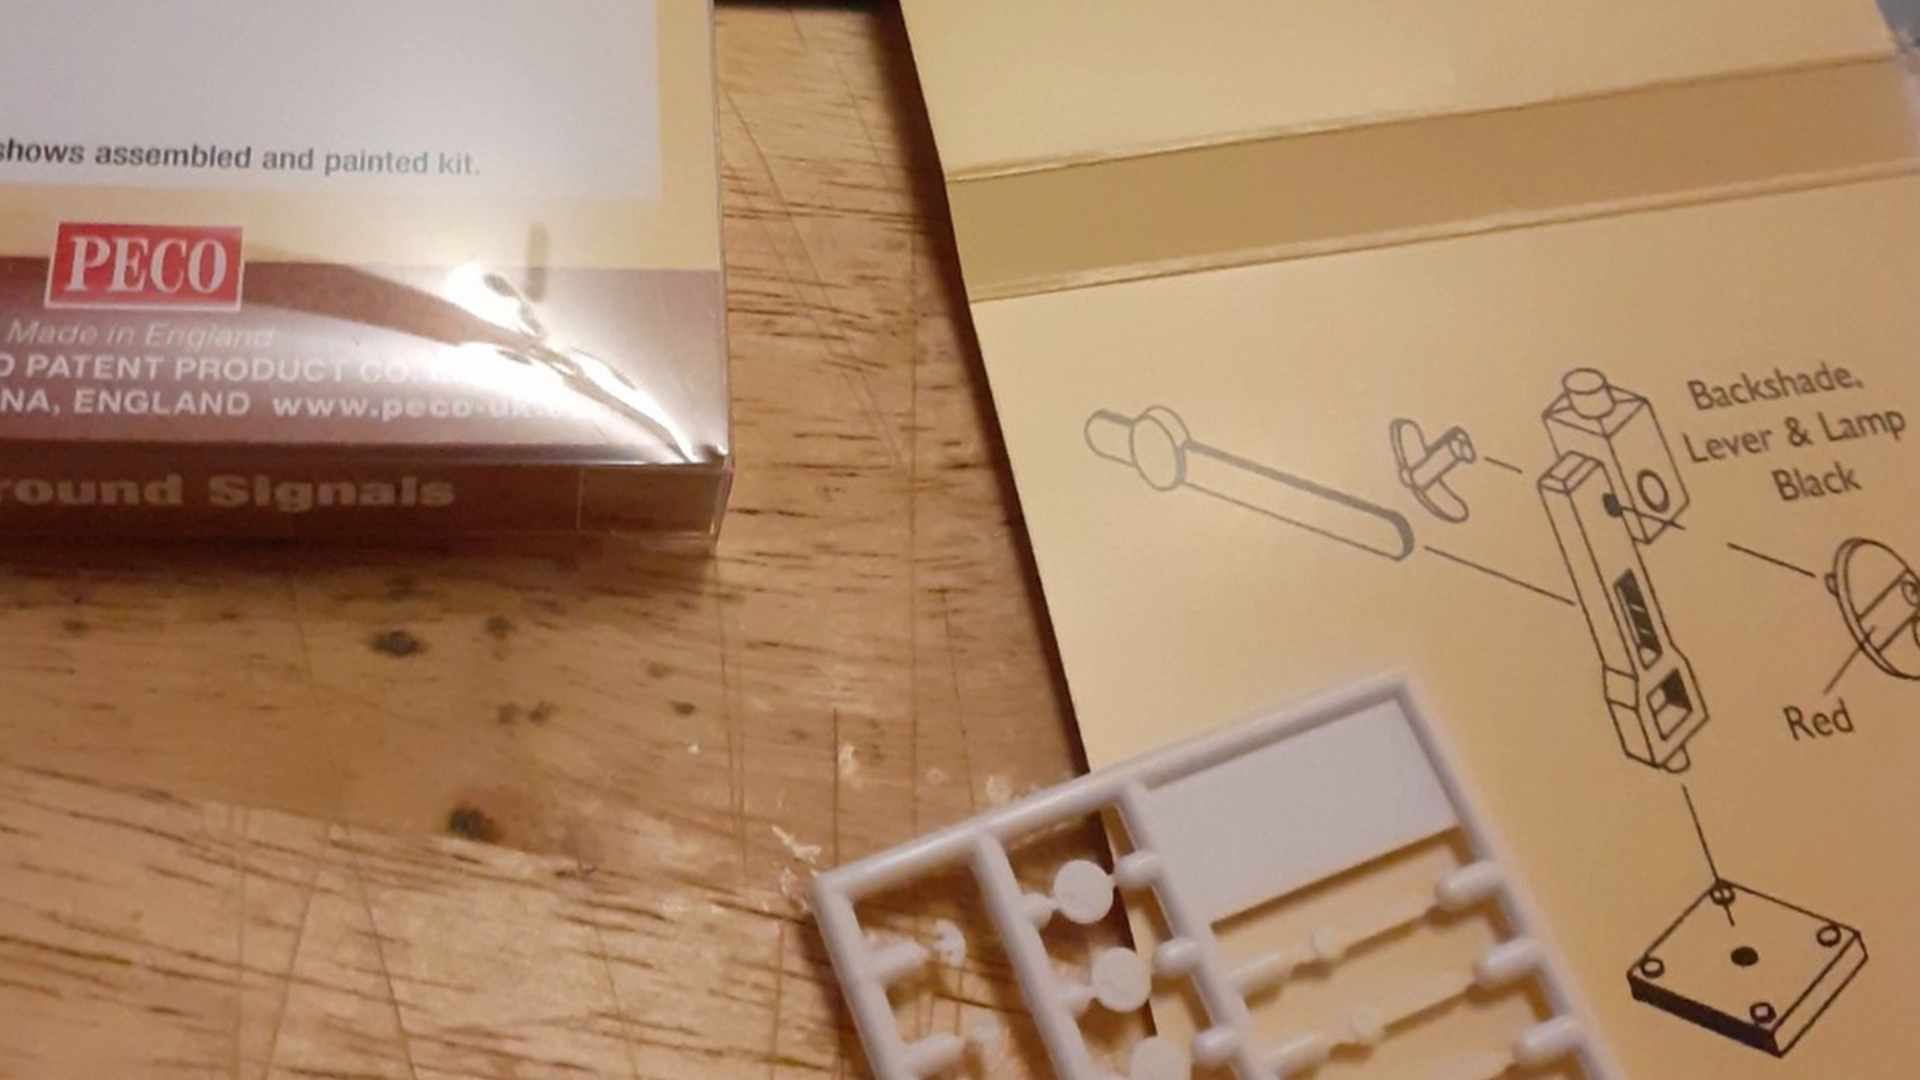 shows assembled and painted kit.
PECO
Made in England
PATENT PRODUCT CO.
NA, ENGLAND www.peco-uk.
round Signals
Backshade,
Lever & Lamp
Black
Red